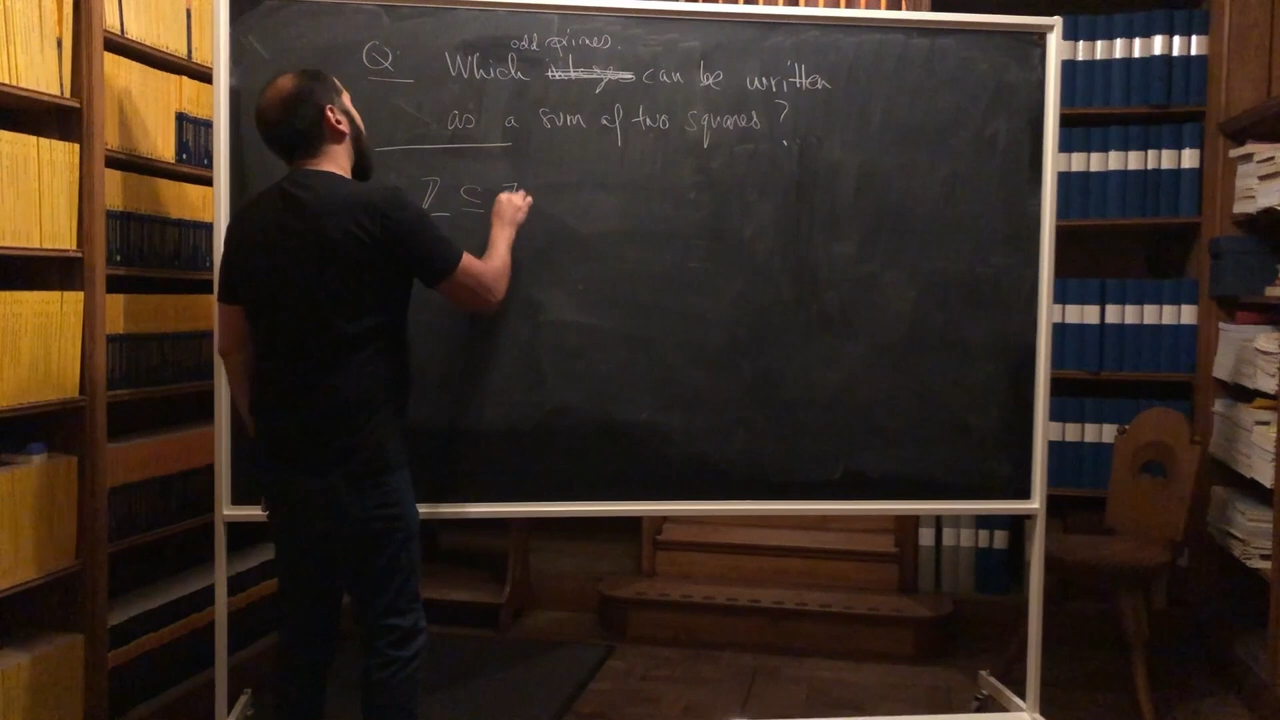 odd primes.
Q: Which integers can be written
as a sum of two squares?
ℤ ⊆ ℤ